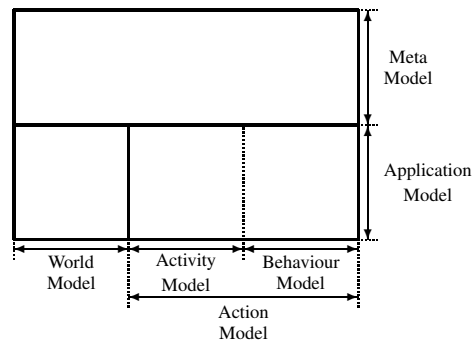 Meta
Model
Application
Model
World
Model
Activity
Model
Behaviour
Model
Action
Model